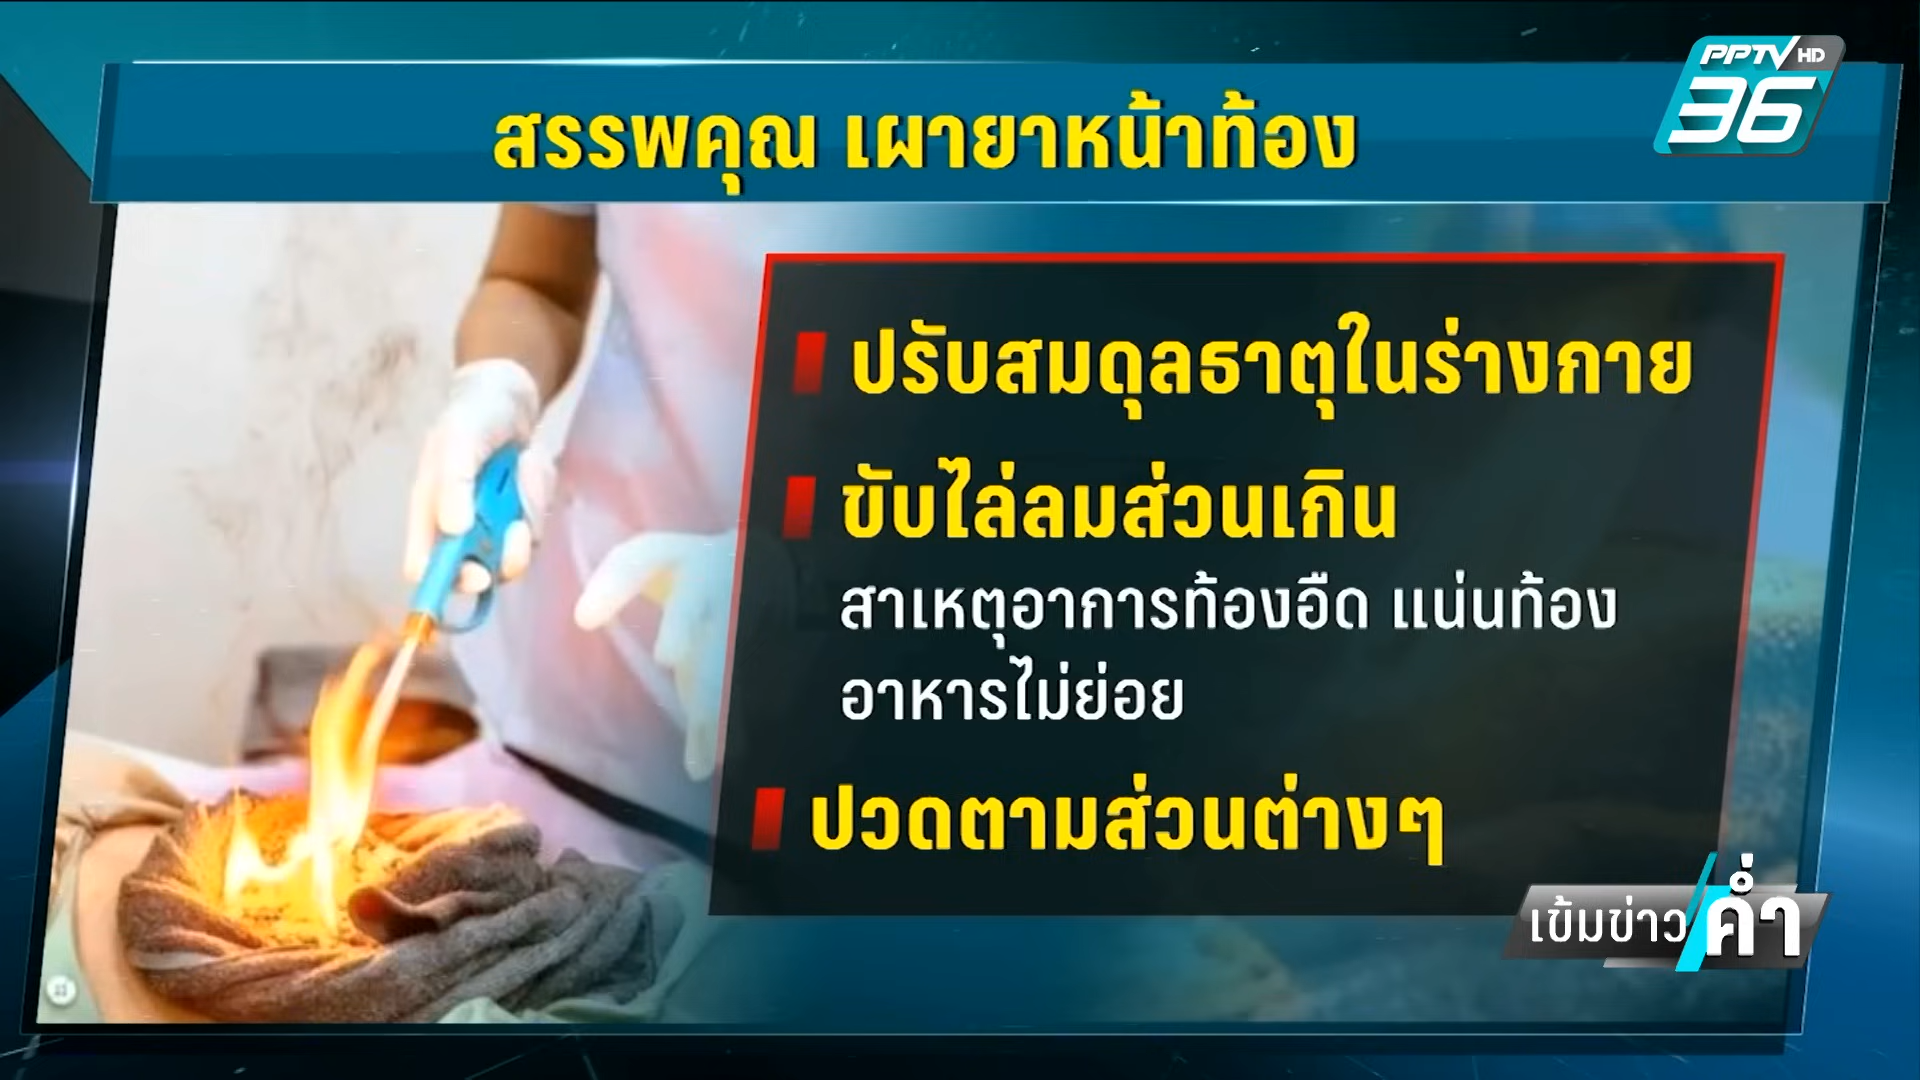 PPTV HD
36
สรรพคุณ เผายาหน้าท้อง
ปรับสมดุลธาตุในร่างกาย
ขับไล่ลมส่วนเกิน
สาเหตุอาการท้องอืด แน่นท้อง
อาหารไม่ย่อย
ปวดตามส่วนต่างๆ
เข้มข่าวค่ำ